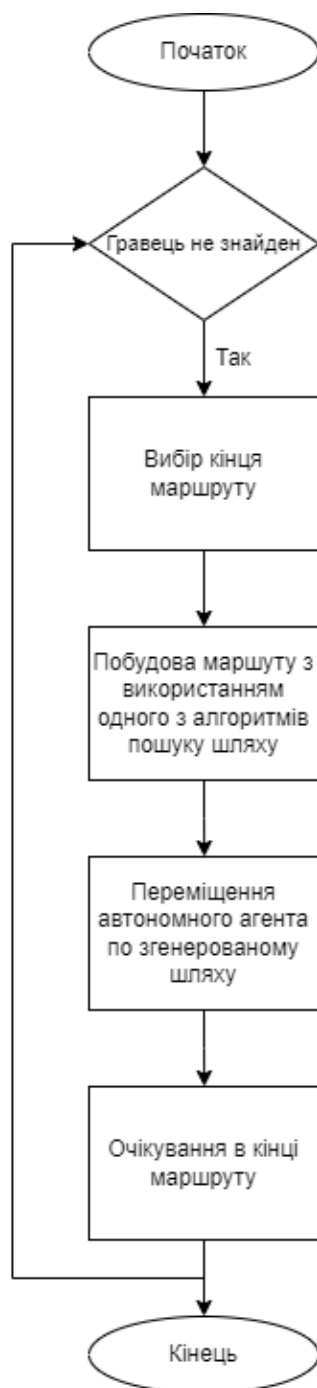 Початок
Гравець не знайден
Так
Вибір кінця
маршруту
Побудова маршуту з
використанням
одного з алгоритмів
пошуку шляху
Переміщення
автономного агента
по згенерованому
шляху
Очікування в кінці
маршруту
Кінець